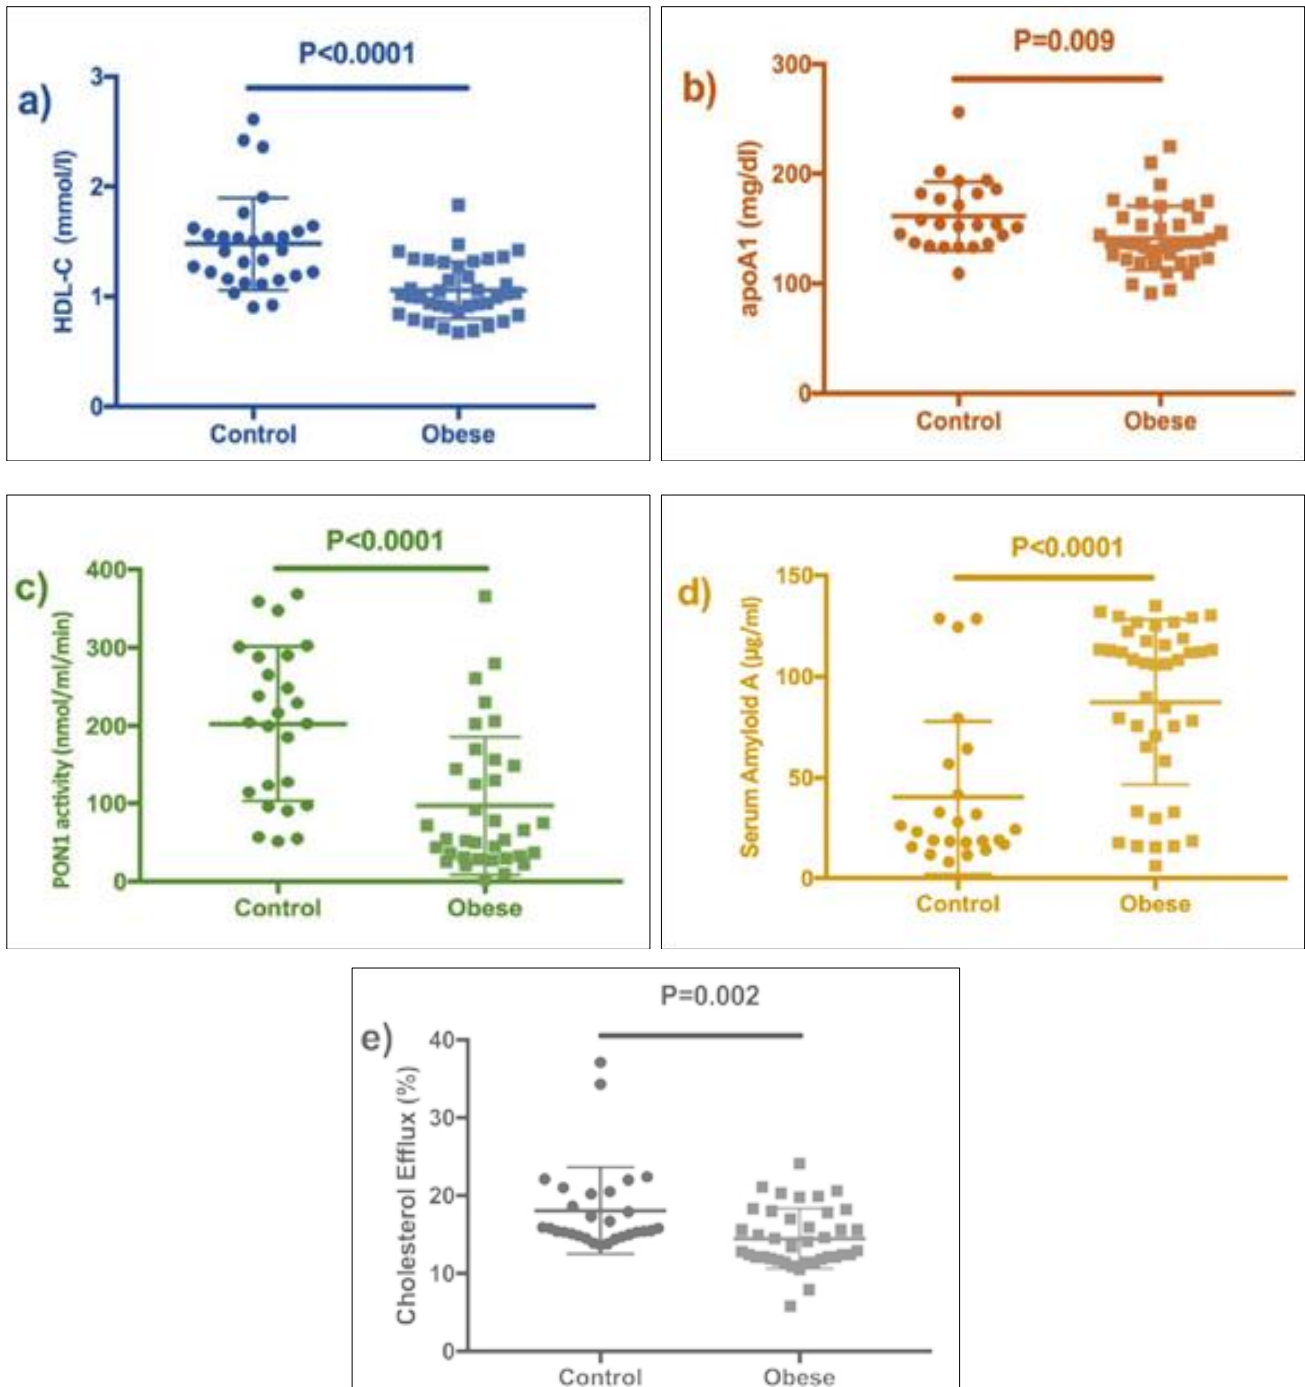 P<0.0001
a)
HDL-C (mmol/l)
3
2
1
0
Control Obese
P=0.009
b)
apoA1 (mg/dl)
300
200
100
0
Control Obese
P<0.0001
c)
PON1 activity (nmol/ml/min)
400
300
200
100
0
Control Obese
P<0.0001
d)
Serum Amyloid A (µg/ml)
150
100
50
0
Control Obese
P=0.002
e)
Cholesterol Efflux (%)
40
30
20
10
0
Control Obese